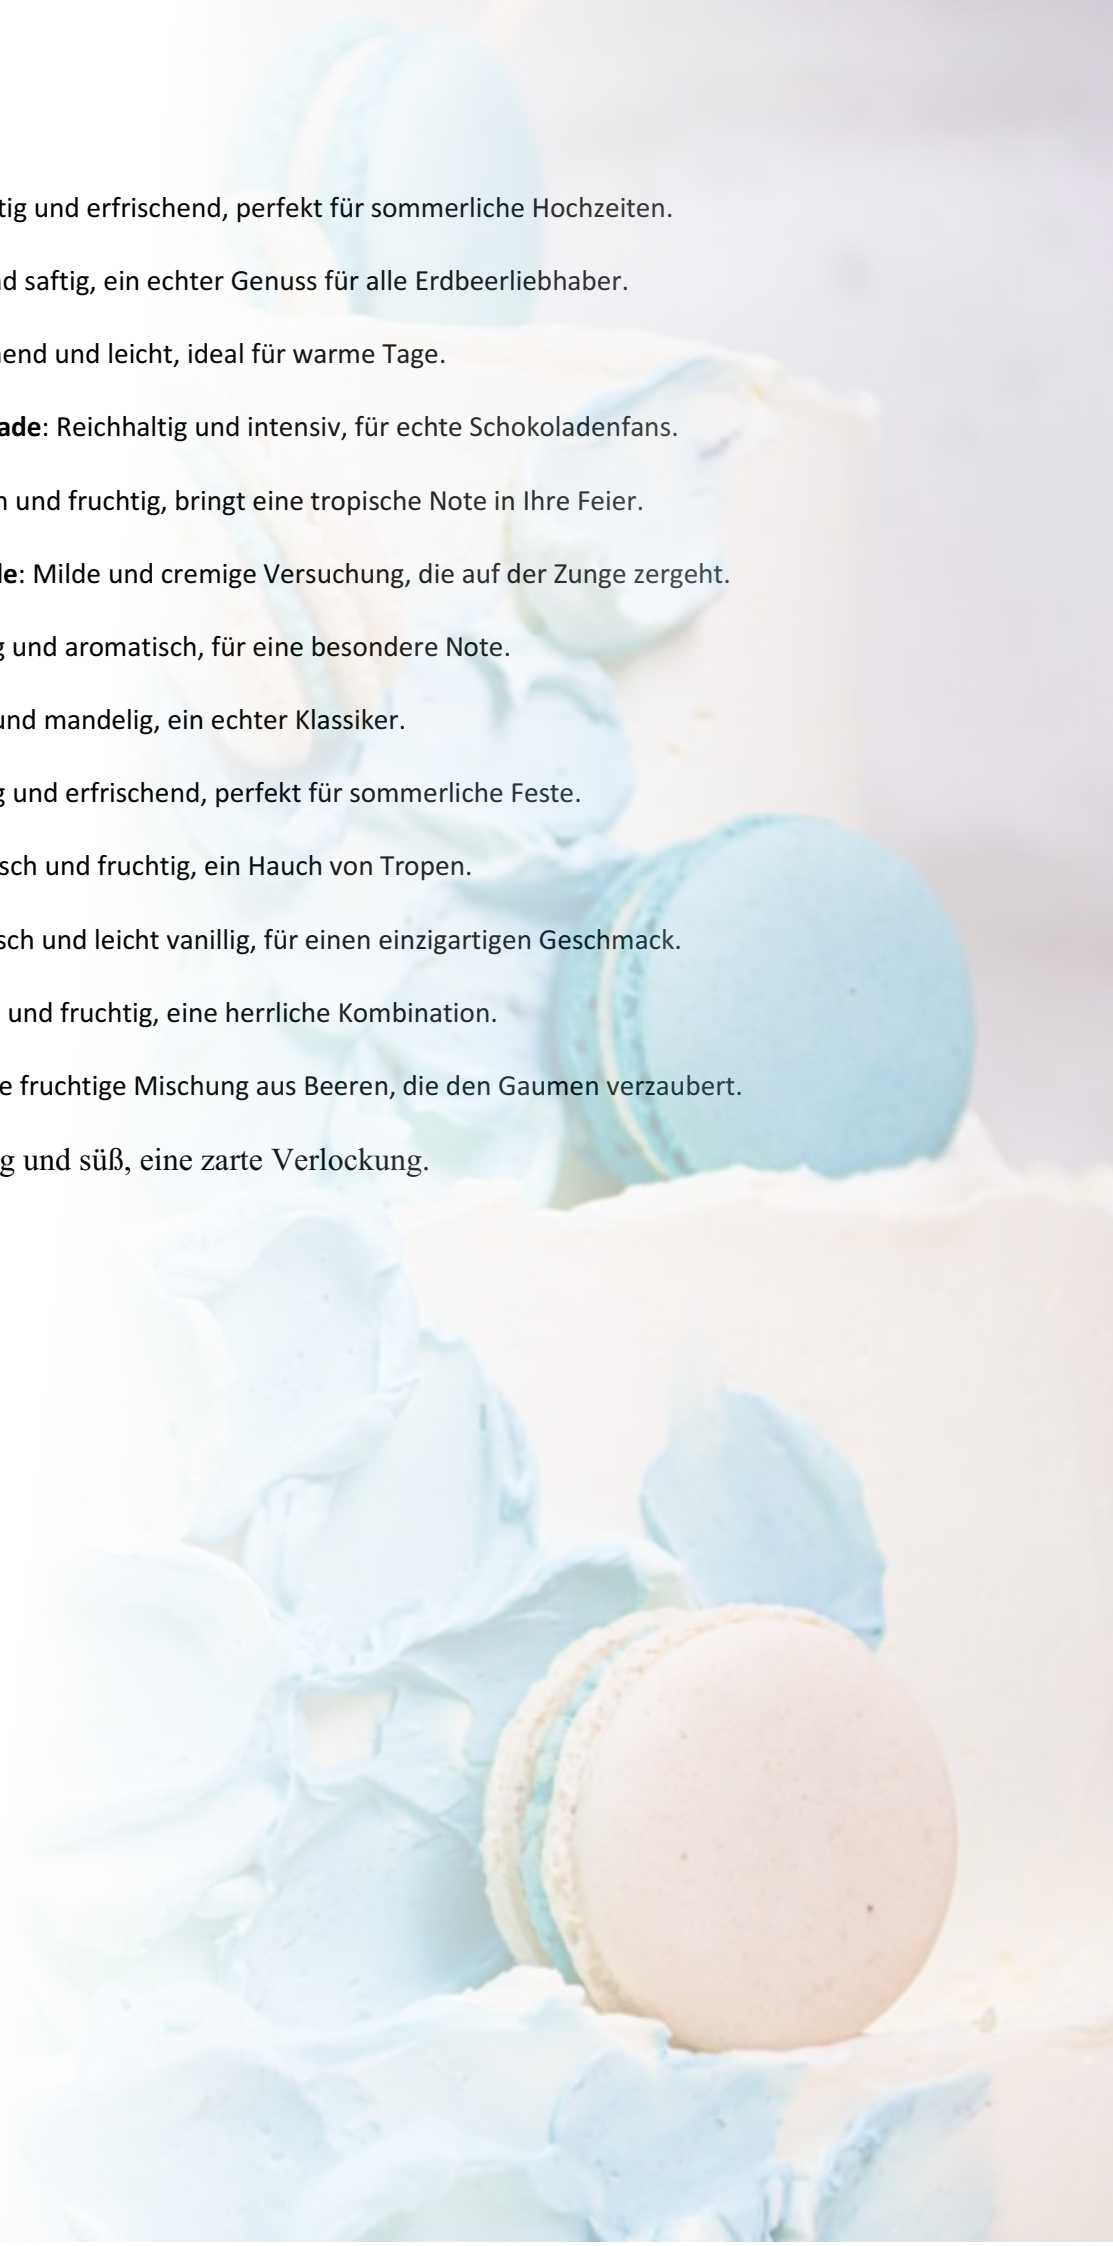 tig und erfrischend, perfekt für sommerliche Hochzeiten.
d saftig, ein echter Genuss für alle Erdbeerliebhaber.
end und leicht, ideal für warme Tage.
ade: Reichhaltig und intensiv, für echte Schokoladenfans.
und fruchtig, bringt eine tropische Note in Ihre Feier.
le: Milde und cremige Versuchung, die auf der Zunge zergeht.
g und aromatisch, für eine besondere Note.
und mandelig, ein echter Klassiker.
g und erfrischend, perfekt für sommerliche Feste.
sch und fruchtig, ein Hauch von Tropen.
sch und leicht vanillig, für einen einzigartigen Geschmack.
und fruchtig, eine herrliche Kombination.
e fruchtige Mischung aus Beeren, die den Gaumen verzaubert.
g und süß, eine zarte Verlockung.